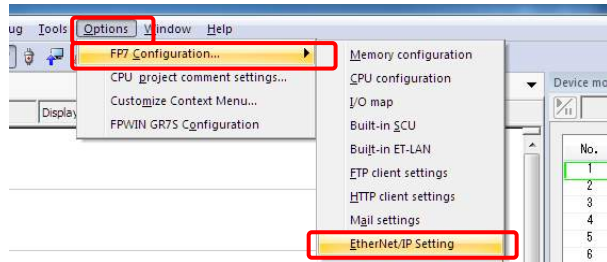 ug Tools Options Window Help
FP7 Configuration...
CPU project comment settings...
Customize Context Menu...
FPWIN GR7S Configuration
Memory configuration
CPU configuration
I/O map
Built-in SCU
Built-in ET-LAN
FTP client settings
HTTP client settings
Mail settings
EtherNet/IP Setting
Display
Device mo
No.
1
2
3
4
5
6